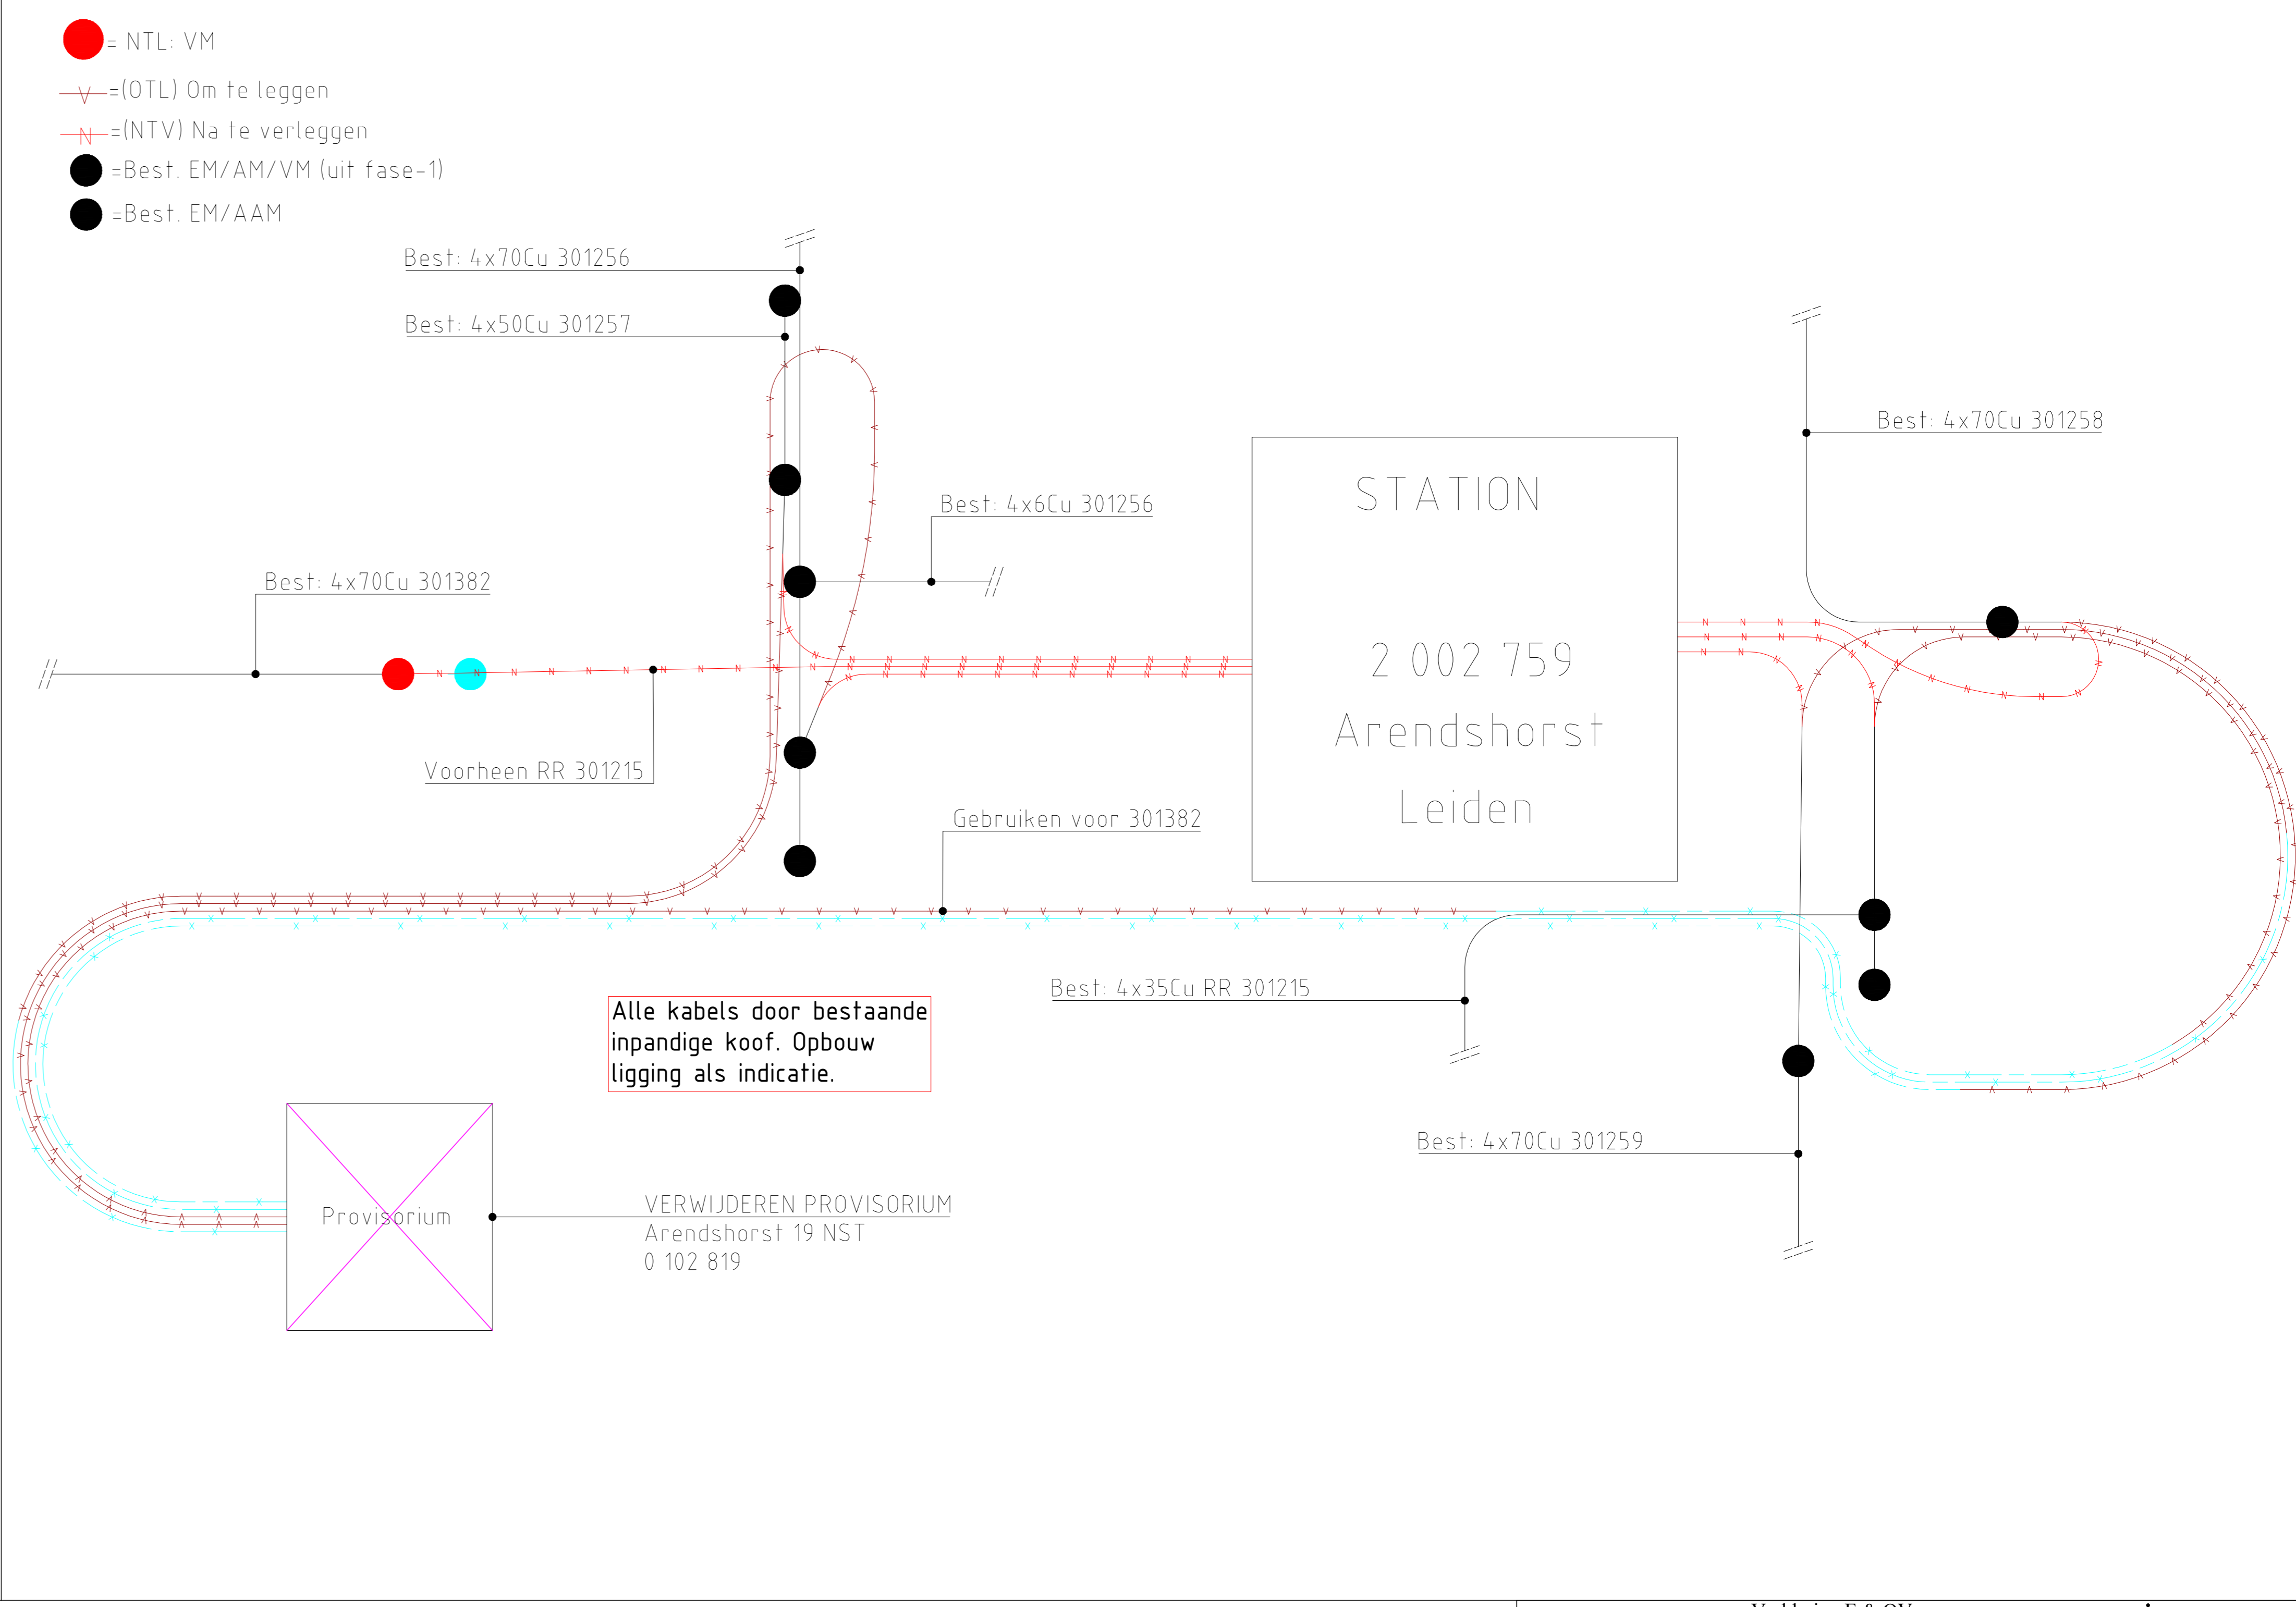 = NTL: VM
V =(OTL) Om te leggen
N =(NTV) Na te verleggen
=Best. EM/AM/VM (uit fase-1)
=Best. EM/AAM
Best: 4x70Cu 301256
Best: 4x50Cu 301257
Best: 4x70Cu 301258
STATION
Best: 4x6Cu 301256
Best: 4x70Cu 301382
2 002 759
Arendshorst
Leiden
Voorheen RR 301215
Gebruiken voor 301382
Best: 4x35Cu RR 301215
Alle kabels door bestaande
inpandige koof. Opbouw
ligging als indicatie.
Best: 4x70Cu 301259
Provisorium
VERWIJDEREN PROVISORIUM
Arendshorst 19 NST
0 102 819